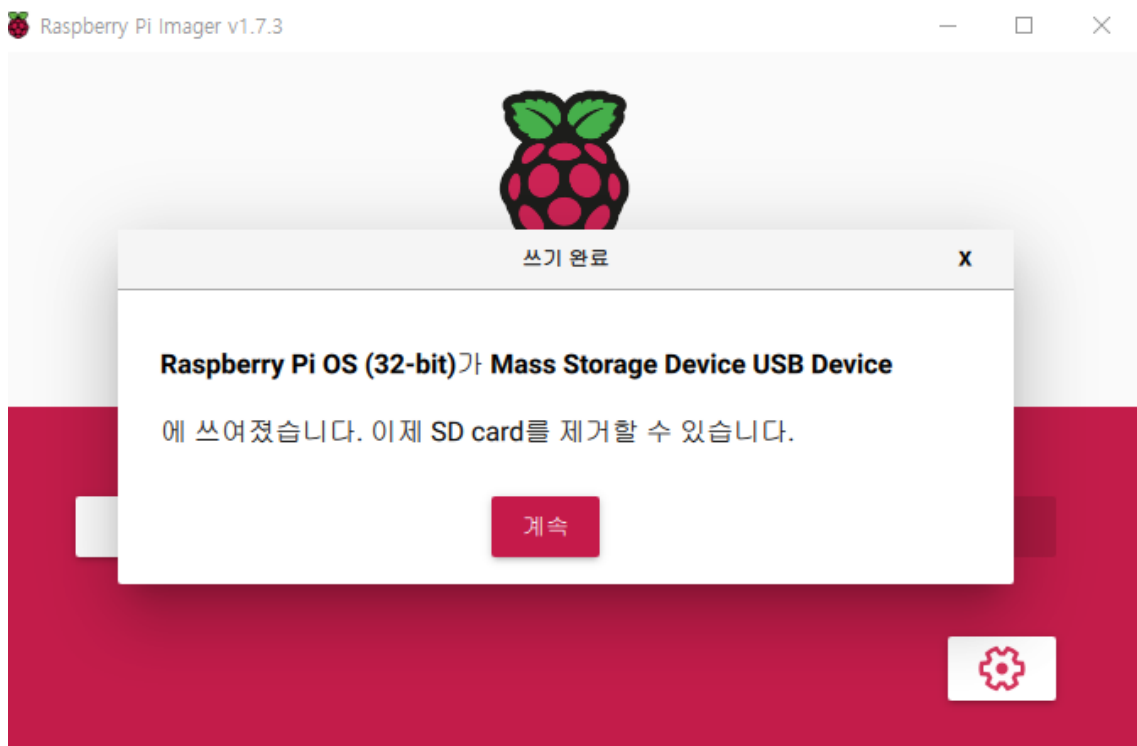 Raspberry Pi Imager v1.7.3
쓰기 완료
X
Raspberry Pi OS (32-bit)가 Mass Storage Device USB Device
에 쓰여졌습니다. 이제 SD card를 제거할 수 있습니다.
계속